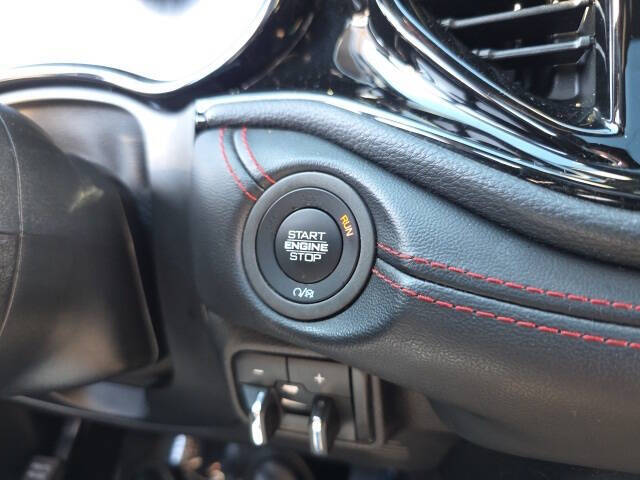 START
ENGINE
STOP
RUN
- +